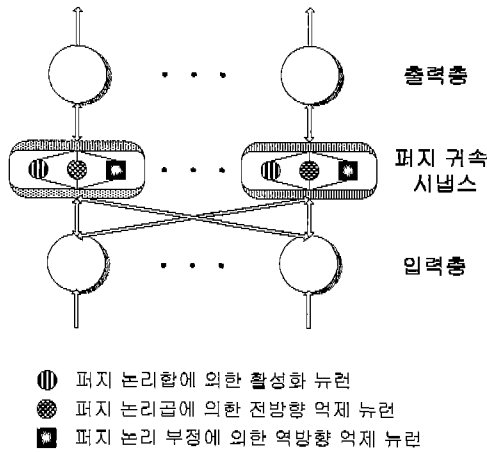 출력층
퍼지 귀속
시냅스
입력층
퍼지 논리합에 의한 활성화 뉴런
퍼지 논리곱에 의한 전방향 억제 뉴런
퍼지 논리 부정에 의한 역방향 억제 뉴런